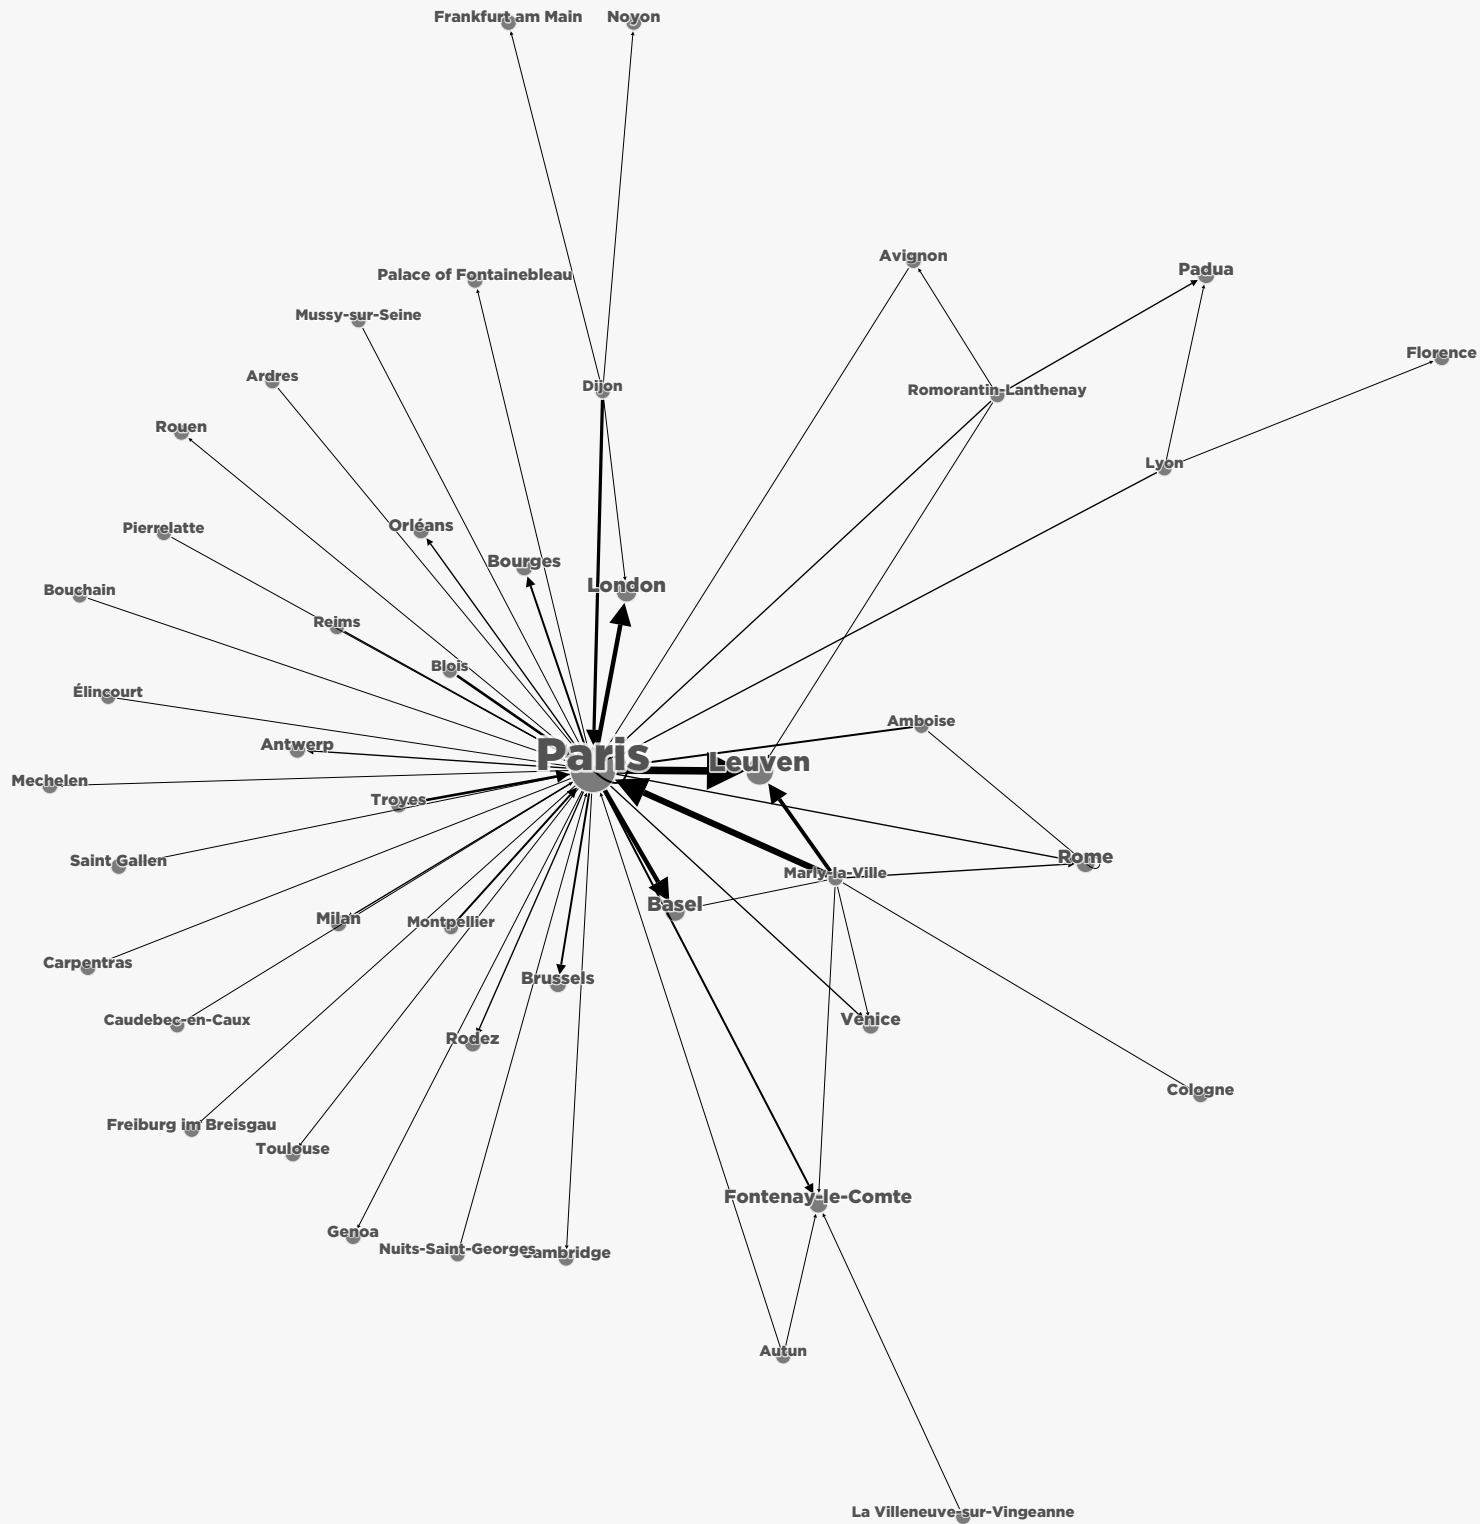 Frankfurt am Main
Noyon
Avignon
Padua
Palace of Fontainebleau
Mussy-sur-Seine
Florence
Ardres
Dijon
Romorantin-Lanthenay
Rouen
Lyon
Orléans
Pierrelatte
Bourges
London
Bouchain
Reims
Blois
Élincourt
Amboise
Antwerp
Paris
Leuven
Mechelen
Troyes
Saint Gallen
Rome
Marly-la-Ville
Basel
Milan
Montpellier
Carpentras
Brussels
Caudebec-en-Caux
Venice
Rodez
Cologne
Freiburg im Breisgau
Toulouse
Fontenay-le-Comte
Genoa
Nuits-Saint-Georges
Cambridge
Autun
La Villeneuve-sur-Vingeanne